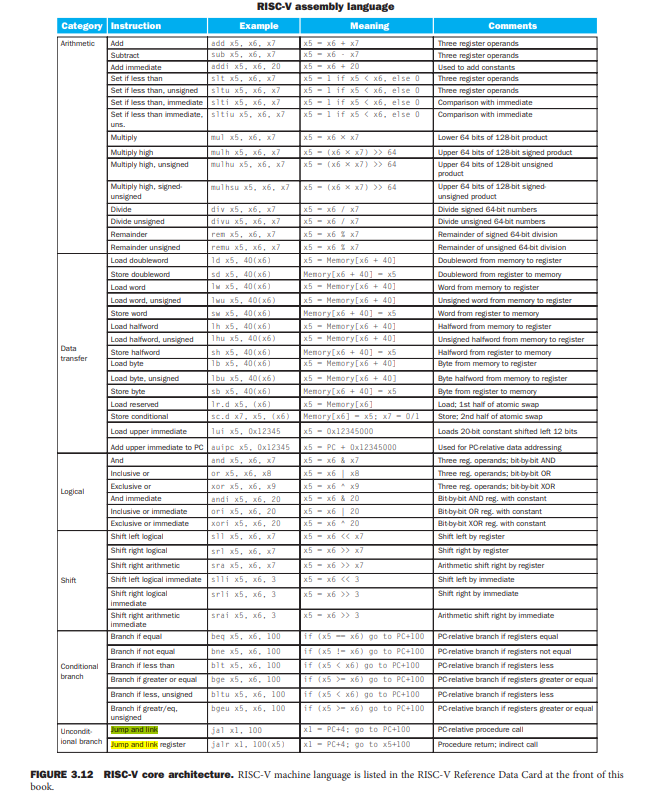 RISC-V assembly language
Category Instruction Example Meaning Comments
Arithmetic Add add x5, x6, x7 x5 = x6 + x7 Three register operands
Subtract sub x5, x6, x7 x5 = x6 - x7 Three register operands
Add immediate addi x5, x6, 20 x5 = x6 + 20 Used to add constants
Set if less than slt x5, x6, x7 x5 = 1 if x5 < x6, else 0 Three register operands
Set if less than, unsigned sltu x5, x6, x7 x5 = 1 if x5 < x6, else 0 Three register operands
Set if less than, immediate slti x5, x6, x7 x5 = 1 if x5 < x6, else 0 Comparison with immediate
Set if less than immediate, sltiu x5, x6, x7 x5 = 1 if x5 < x6, else 0 Comparison with immediate
uns.
Multiply mul x5, x6, x7 x5 = x6 × x7 Lower 64 bits of 128-bit product
Multiply high mulh x5, x6, x7 x5 = (x6 × x7) >> 64 Upper 64 bits of 128-bit signed product
Multiply high, unsigned mulhu x5, x6, x7 x5 = (x6 × x7) >> 64 Upper 64 bits of 128-bit unsigned
product
Multiply high, signed- mulhsu x5, x6, x7 x5 = (x6 × x7) >> 64 Upper 64 bits of 128-bit signed-
unsigned unsigned product
Divide div x5, x6, x7 x5 = x6 / x7 Divide signed 64-bit numbers
Divide unsigned divu x5, x6, x7 x5 = x6 / x7 Divide unsigned 64-bit numbers
Remainder rem x5, x6, x7 x5 = x6 % x7 Remainder of signed 64-bit division
Remainder unsigned remu x5, x6, x7 x5 = x6 % x7 Remainder of unsigned 64-bit division
Data transfer Load doubleword ld x5, 40(x6) x5 = Memory[x6 + 40] Doubleword from memory to register
Store doubleword sd x5, 40(x6) Memory[x6 + 40] = x5 Doubleword from register to memory
Load word lw x5, 40(x6) x5 = Memory[x6 + 40] Word from memory to register
Load word, unsigned lwu x5, 40(x6) x5 = Memory[x6 + 40] Unsigned word from memory to register
Store word sw x5, 40(x6) Memory[x6 + 40] = x5 Word from register to memory
Load halfword lh x5, 40(x6) x5 = Memory[x6 + 40] Halfword from memory to register
Load halfword, unsigned lhu x5, 40(x6) x5 = Memory[x6 + 40] Unsigned halfword from memory to register
Store halfword sh x5, 40(x6) Memory[x6 + 40] = x5 Halfword from register to memory
Load byte lb x5, 40(x6) x5 = Memory[x6 + 40] Byte from memory to register
Load byte, unsigned lbu x5, 40(x6) x5 = Memory[x6 + 40] Byte halfword from memory to register
Store byte sb x5, 40(x6) Memory[x6 + 40] = x5 Byte from register to memory
Load reserved lr.d x5, (x6) x5 = Memory[x6] Load; 1st half of atomic swap
Store conditional sc.d x7, x5, (x6) Memory[x6] = x5; x7 = 0/1 Store; 2nd half of atomic swap
Load upper immediate lui x5, 0x12345 x5 = 0x12345000 Loads 20-bit constant shifted left 12 bits
Add upper immediate to PC auipc x5, 0x12345 x5 = PC + 0x12345000 Used for PC-relative data addressing
Logical And and x5, x6, x7 x5 = x6 & x7 Three reg. operands; bit-by-bit AND
Inclusive or or x5, x6, x8 x5 = x6 | x8 Three reg. operands; bit-by-bit OR
Exclusive or xor x5, x6, x9 x5 = x6 ^ x9 Three reg. operands; bit-by-bit XOR
And immediate andi x5, x6, 20 x5 = x6 & 20 Bit-by-bit AND reg. with constant
Inclusive or immediate ori x5, x6, 20 x5 = x6 | 20 Bit-by-bit OR reg. with constant
Exclusive or immediate xori x5, x6, 20 x5 = x6 ^ 20 Bit-by-bit XOR reg. with constant
Shift Shift left logical sll x5, x6, x7 x5 = x6 << x7 Shift left by register
Shift right logical srl x5, x6, x7 x5 = x6 >> x7 Shift right by register
Shift right arithmetic sra x5, x6, x7 x5 = x6 >> x7 Arithmetic shift right by register
Shift left logical immediate slli x5, x6, 3 x5 = x6 << 3 Shift left by immediate
Shift right logical srli x5, x6, 3 x5 = x6 >> 3 Shift right by immediate
immediate
Shift right arithmetic srai x5, x6, 3 x5 = x6 >> 3 Arithmetic shift right by immediate
immediate
Conditional branch Branch if equal beq x5, x6, 100 if (x5 == x6) go to PC+100 PC-relative branch if registers equal
Branch if not equal bne x5, x6, 100 if (x5 != x6) go to PC+100 PC-relative branch if registers not equal
Branch if less than blt x5, x6, 100 if (x5 < x6) go to PC+100 PC-relative branch if registers less
Branch if greater or equal bge x5, x6, 100 if (x5 >= x6) go to PC+100 PC-relative branch if registers greater or equal
Branch if less, unsigned bltu x5, x6, 100 if (x5 < x6) go to PC+100 PC-relative branch if registers less
Branch if greatr/eq, bgeu x5, x6, 100 if (x5 >= x6) go to PC+100 PC-relative branch if registers greater or equal
unsigned
Uncondit- Jump and link jal x1, 100 x1 = PC+4; go to PC+100 PC-relative procedure call
ional branch Jump and link register jalr x1, 100(x5) x1 = PC+4; go to x5+100 Procedure return; indirect call
FIGURE 3.12 RISC-V core architecture. RISC-V machine language is listed in the RISC-V Reference Data Card at the front of this
book.